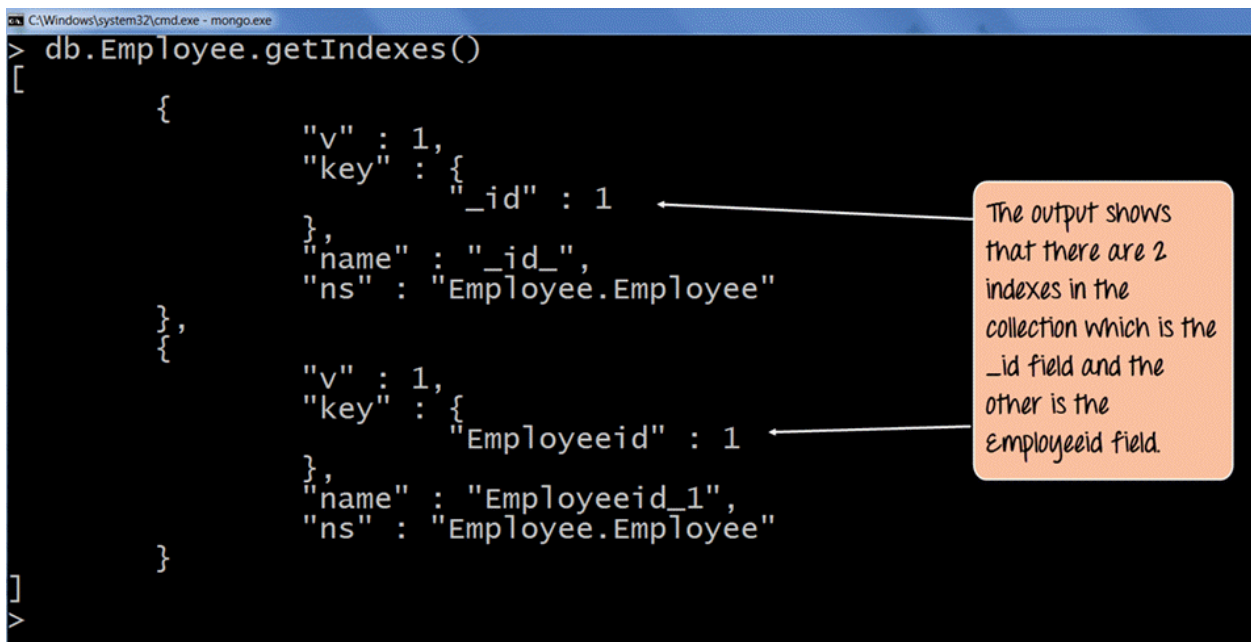 C:\Windows\system32\cmd.exe - mongo.exe
> db.Employee.getIndexes()
[
{
"v" : 1,
"key" : {
"_id" : 1
},
"name" : "_id_",
"ns" : "Employee.Employee"
},
{
"v" : 1,
"key" : {
"Employeeid" : 1
},
"name" : "Employeeid_1",
"ns" : "Employee.Employee"
}
]
>
The output shows
that there are 2
indexes in the
collection which is the
_id field and the
other is the
Employeeid field.